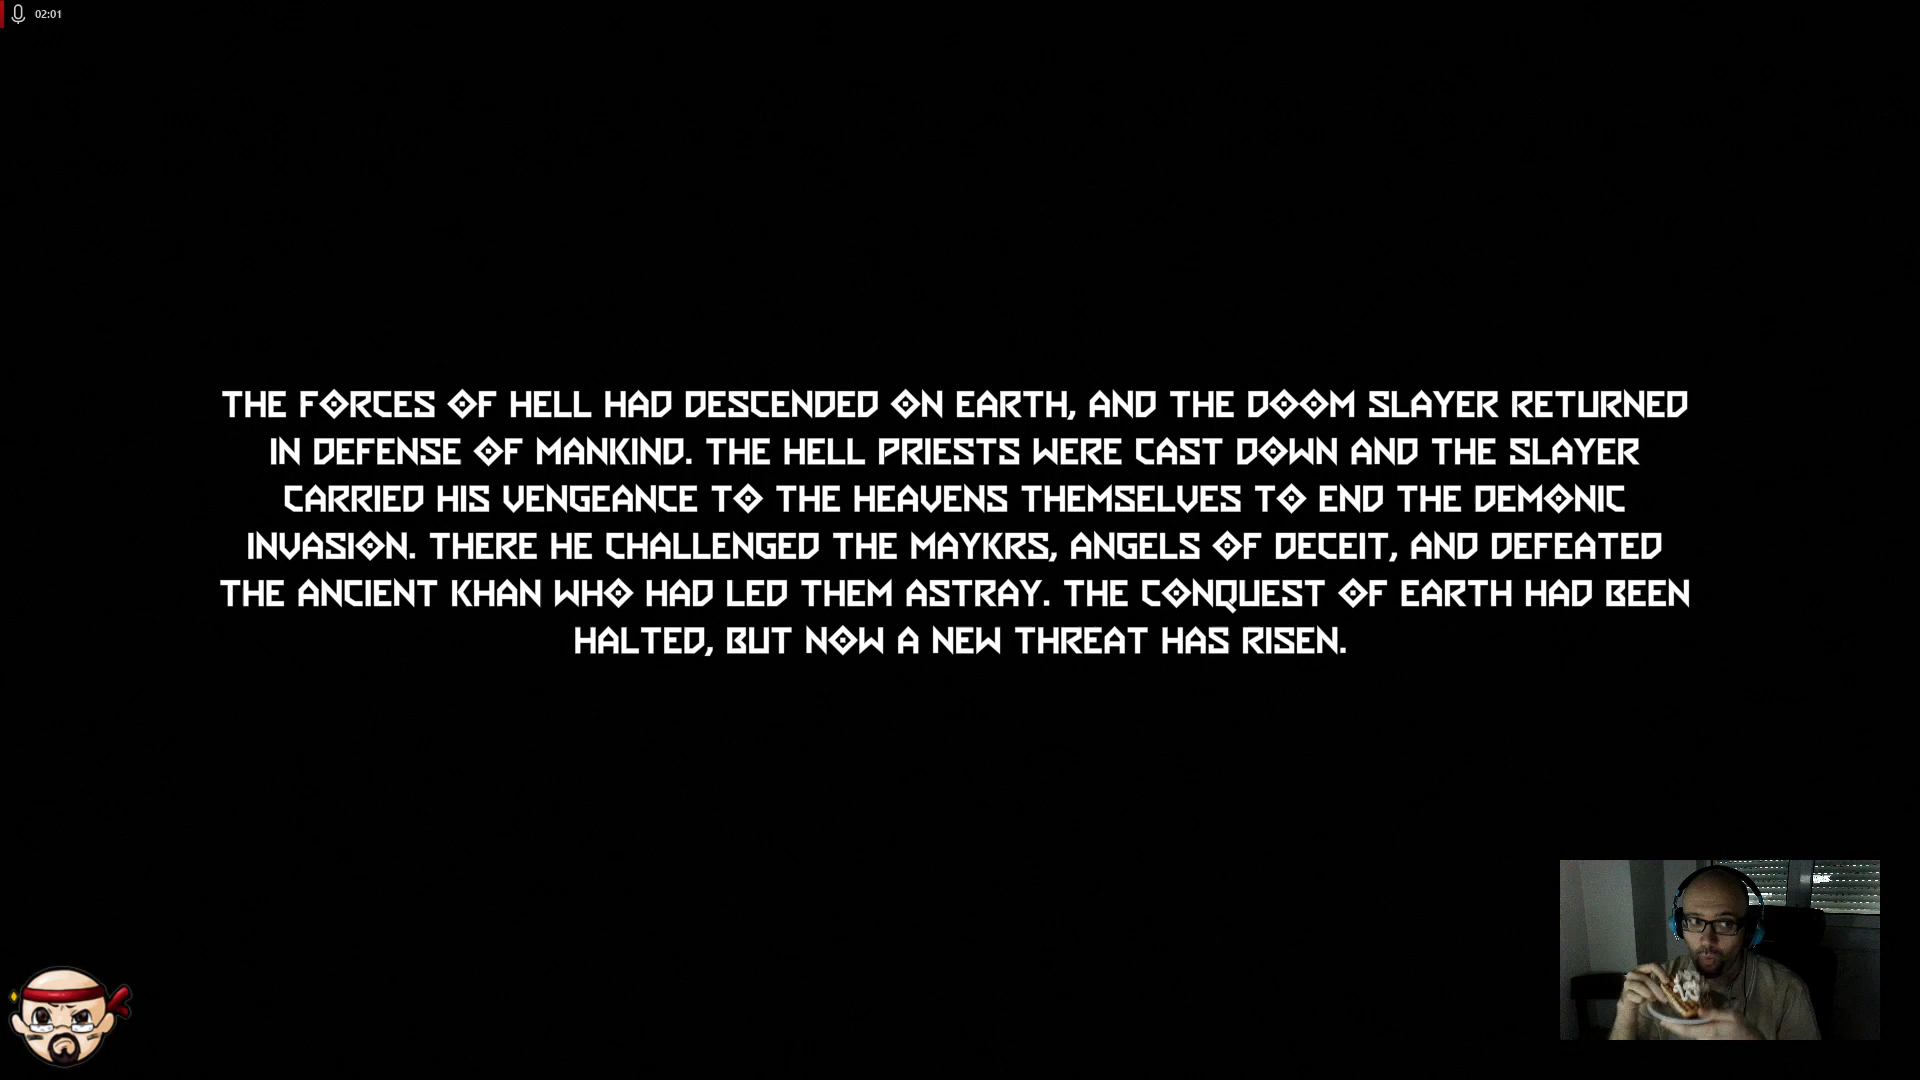 02:01
THE FORCES OF HELL HAD DESCENDED ON EARTH, AND THE DOOM SLAYER RETURNED
IN DEFENSE OF MANKIND. THE HELL PRIESTS WERE CAST DOWN AND THE SLAYER
CARRIED HIS VENGEANCE TO THE HEAVENS THEMSELVES TO END THE DEMONIC
INVASION. THERE HE CHALLENGED THE MAYKRS, ANGELS OF DECEIT, AND DEFEATED
THE ANCIENT KHAN WHO HAD LED THEM ASTRAY. THE CONQUEST OF EARTH HAD BEEN
HALTED, BUT NOW A NEW THREAT HAS RISEN.